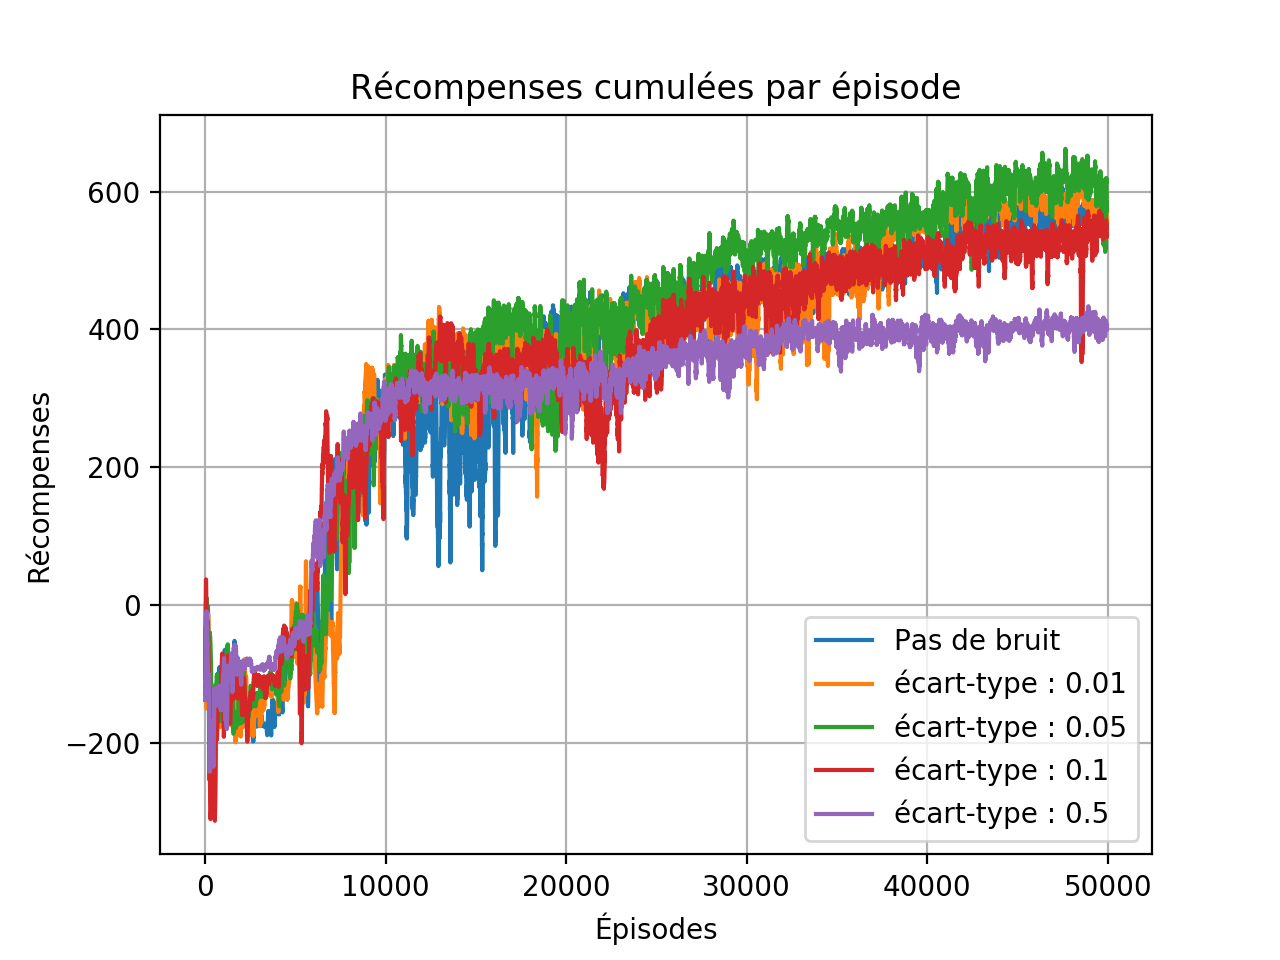 Récompenses cumulées par épisode
Récompenses
600
400
200
0
−200
0
10000
20000
30000
40000
50000
Épisodes
Pas de bruit
écart-type : 0.01
écart-type : 0.05
écart-type : 0.1
écart-type : 0.5